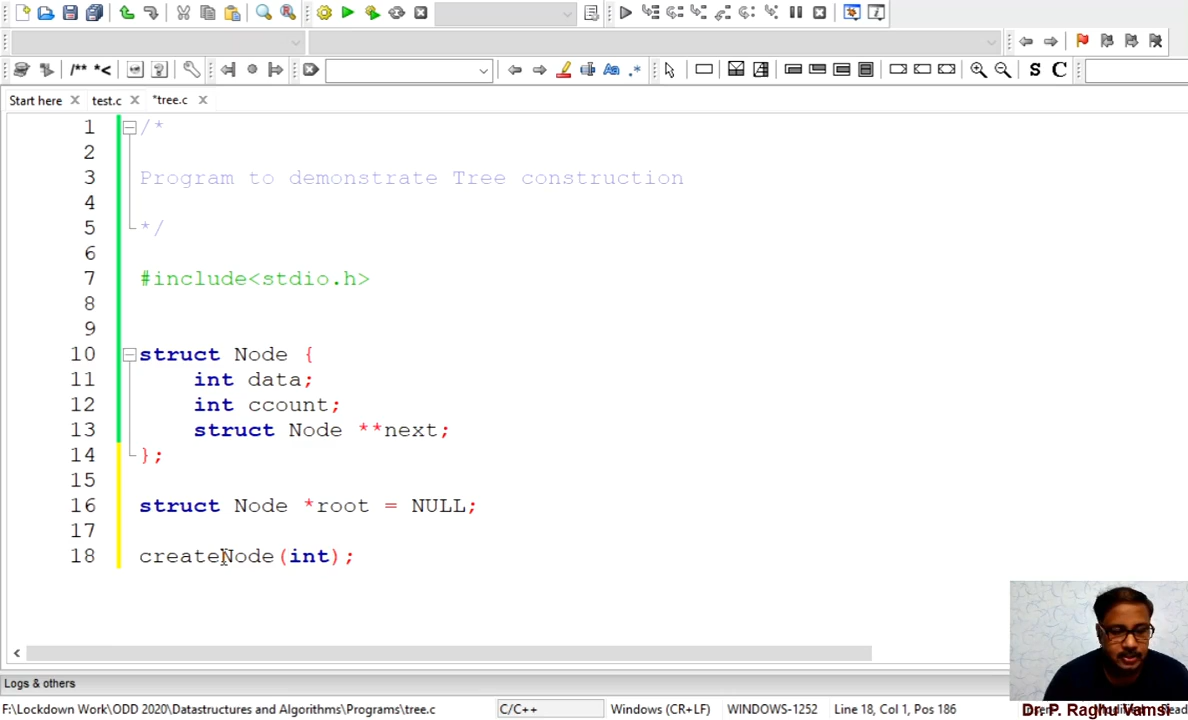 /** *<
.*
S C
Start here test.c *tree.c
1 /*
2
3 Program to demonstrate Tree construction
4
5 */
6
7 #include<stdio.h>
8
9
10 struct Node {
11 int data;
12 int ccount;
13 struct Node **next;
14 };
15
16 struct Node *root = NULL;
17
18 createNode(int);
Logs & others
F:\Lockdown Work\ODD 2020\Datastructures and Algorithms\Programs\tree.c C/C++ Windows (CR+LF) WINDOWS-1252 Line 18, Col 1, Pos 186
Dr. P. Raghu Vamsi